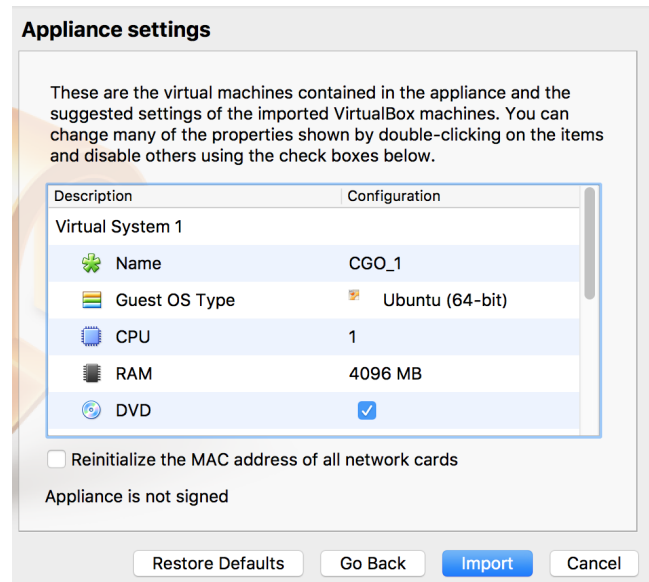 Appliance settings
These are the virtual machines contained in the appliance and the
suggested settings of the imported VirtualBox machines. You can
change many of the properties shown by double-clicking on the items
and disable others using the check boxes below.
Description Configuration
Virtual System 1
Name CGO_1
Guest OS Type Ubuntu (64-bit)
CPU 1
RAM 4096 MB
DVD
Reinitialize the MAC address of all network cards
Appliance is not signed
Restore Defaults Go Back Import Cancel